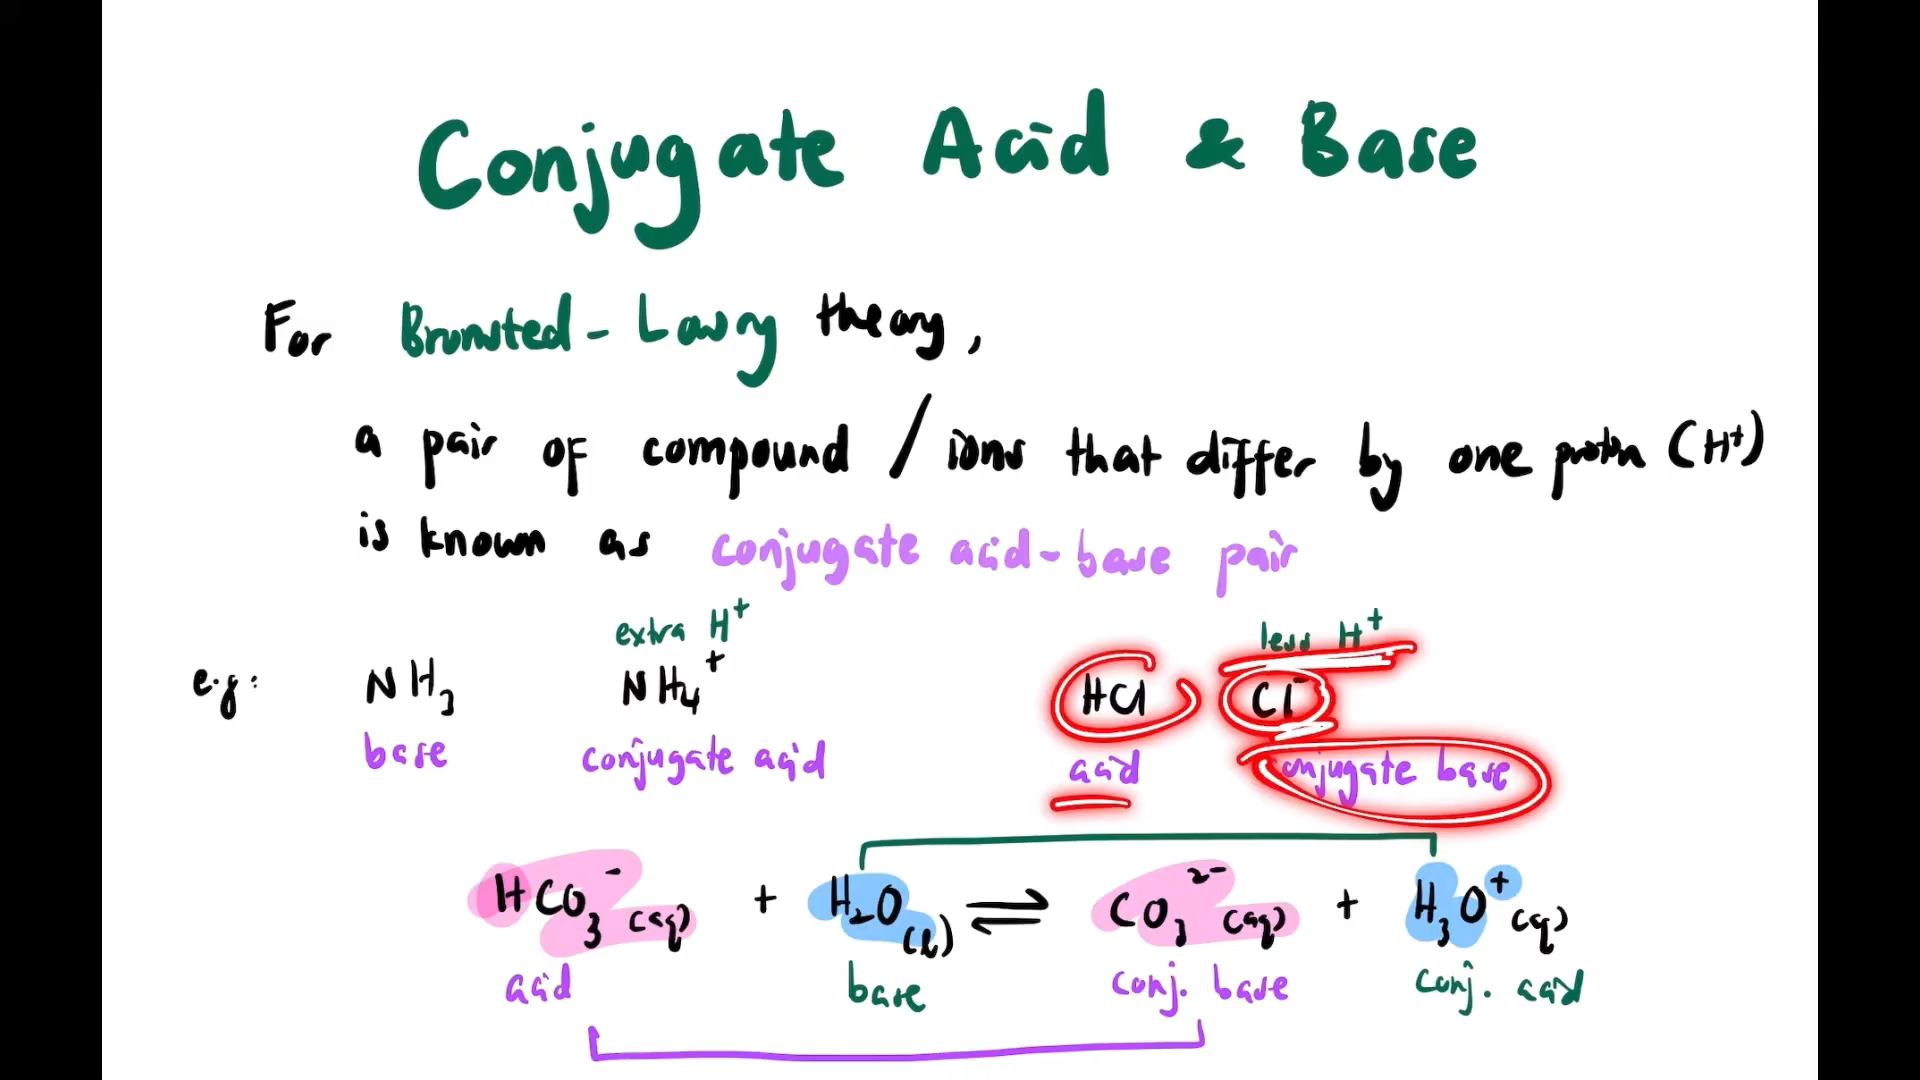 Conjugate Acid & Base
For Bronsted-Lowry theory,
a pair of compound / ions that differ by one proton (H⁺)
is known as conjugate acid-base pair
extra H⁺ less H⁺
e.g: NH₃ NH₄⁺ HCl Cl⁻
base conjugate acid acid conjugate base
HCO₃⁻(aq) + H₂O(l) ⇌ CO₃²⁻(aq) + H₃O⁺(aq)
acid base conj. base conj. acid